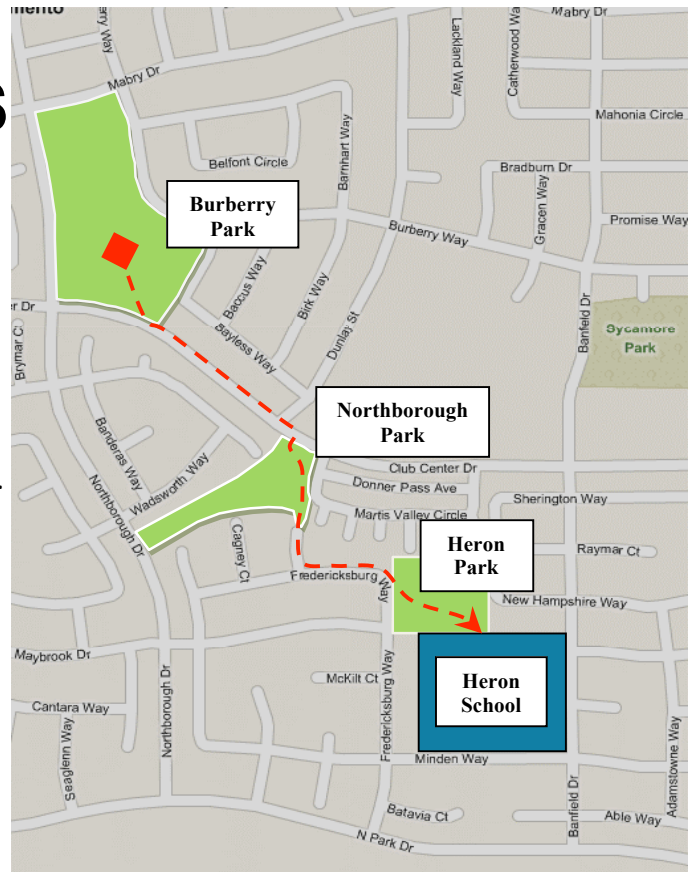 mento
Mabry Dr
Lackland Way
Catherwood Way
Mabry Dr
Mahonia Circle
Belfont Circle
Barnhart Way
Bradburn Dr
Gracen Way
Promise Way
Burberry
Park
Burberry Way
Baccus Way
Birk Way
Dunlay St
Bayless Way
Banfield Dr
Sycamore
Park
Brymar Ct
Northborough
Park
Banderas Way
Wadsworth Way
Northborough Dr
Club Center Dr
Donner Pass Ave
Martis Valley Circle
Sherington Way
Cagney Ct
Heron
Park
Raymar Ct
Fredericksburg Way
New Hampshire Way
Maybrook Dr
McKilt Ct
Fredericksburg Way
Heron
School
Cantara Way
Seaglenn Way
Northborough Dr
Minden Way
Adamstowne Way
Batavia Ct
Banfield Dr
Able Way
N Park Dr